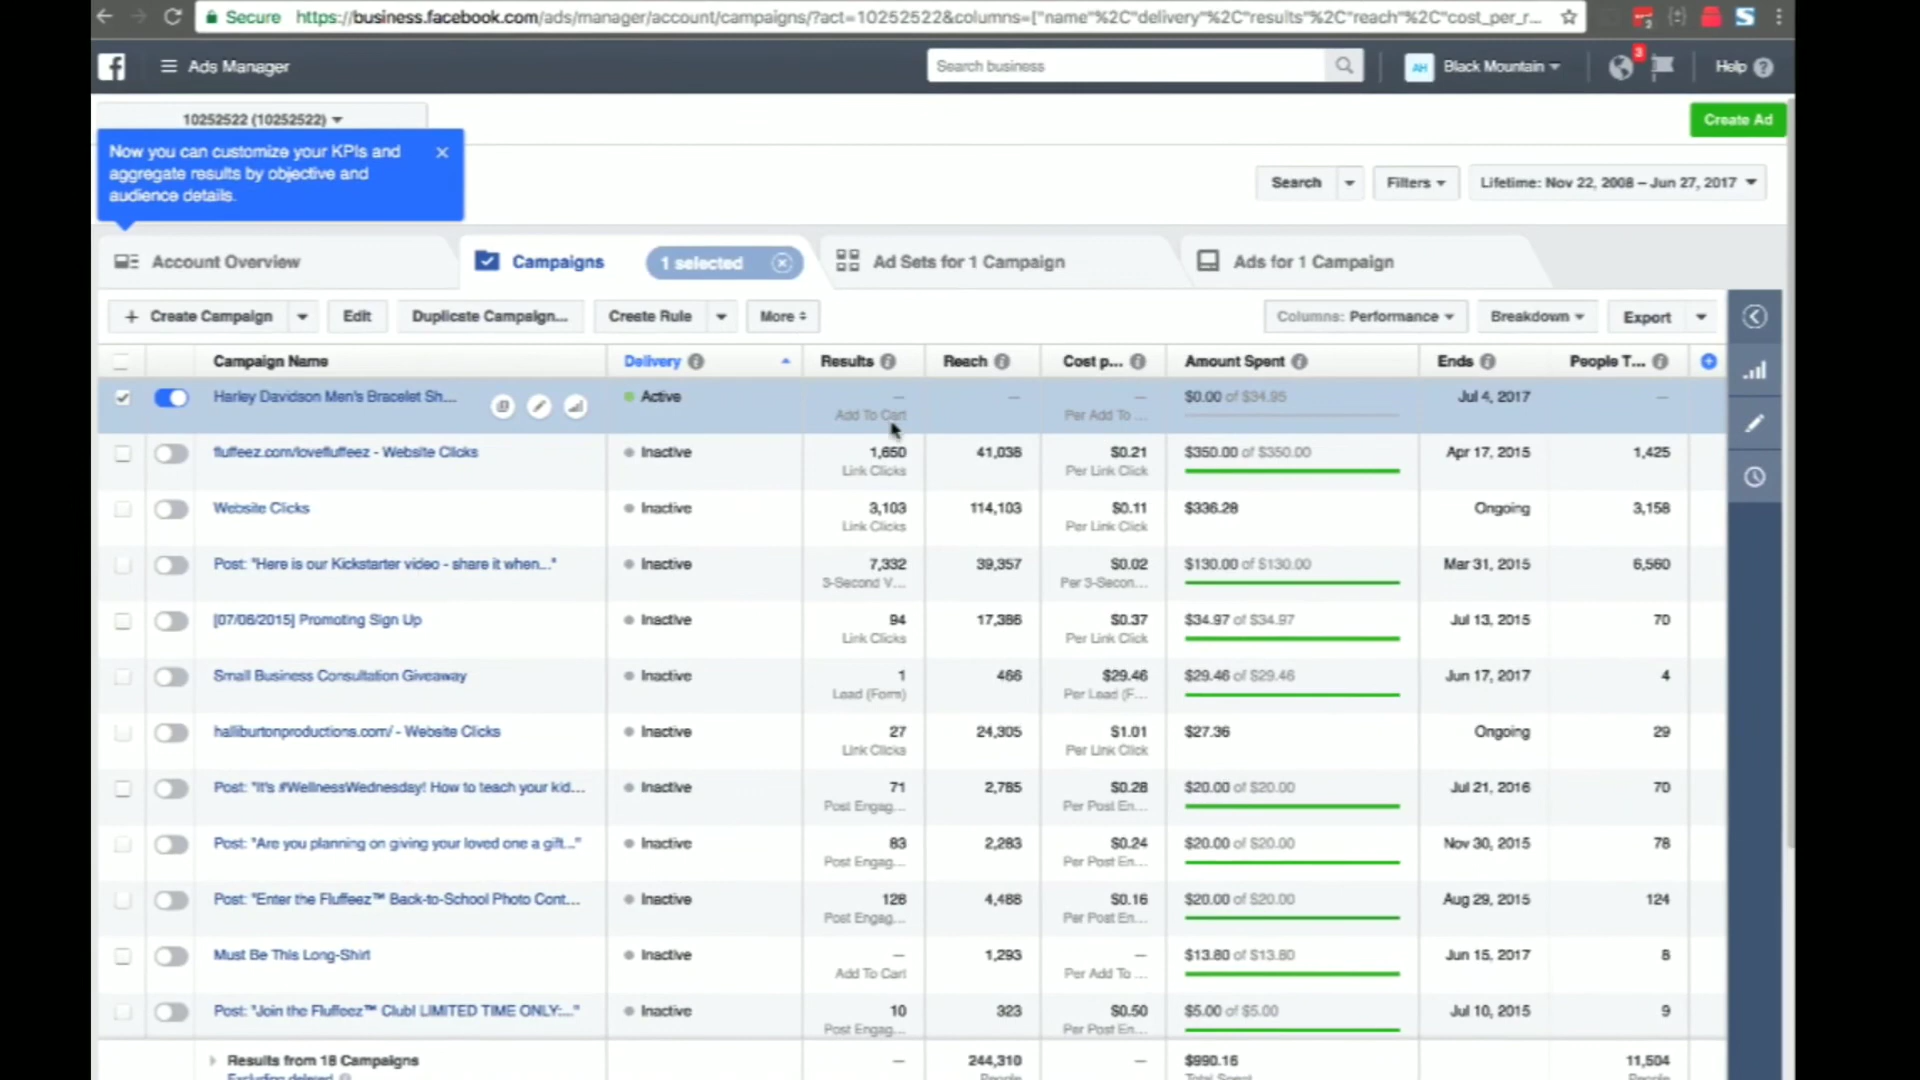 Secure https://business.facebook.com/ads/manager/account/campaigns/?act=10252522&columns=["name"%2C"delivery"%2C"results"%2C"reach"%2C"cost_per_r...
Ads Manager
Search business
AH Black Mountain
3
Help
10252522 (10252522)
Create Ad
Now you can customize your KPIs and
aggregate results by objective and
audience details.
Search Filters Lifetime: Nov 22, 2008 – Jun 27, 2017
Account Overview
Campaigns 1 selected
Ad Sets for 1 Campaign
Ads for 1 Campaign
+ Create Campaign Edit Duplicate Campaign... Create Rule More Columns: Performance Breakdown Export
Campaign Name Delivery Results Reach Cost p... Amount Spent Ends People T...
Harley Davidson Men's Bracelet Sh... Active — — — $0.00 of $34.95 Jul 4, 2017 —
Add To Cart Per Add To ...
fluffeez.com/lovefluffeez - Website Clicks Inactive 1,650 41,038 $0.21 $350.00 of $350.00 Apr 17, 2015 1,425
Link Clicks Per Link Click
Website Clicks Inactive 3,103 114,103 $0.11 $336.28 Ongoing 3,158
Link Clicks Per Link Click
Post: "Here is our Kickstarter video - share it when..." Inactive 7,332 39,357 $0.02 $130.00 of $130.00 Mar 31, 2015 6,560
3-Second V... Per 3-Secon...
[07/06/2015] Promoting Sign Up Inactive 94 17,386 $0.37 $34.97 of $34.97 Jul 13, 2015 70
Link Clicks Per Link Click
Small Business Consultation Giveaway Inactive 1 466 $29.46 $29.46 of $29.46 Jun 17, 2017 4
Lead (Form) Per Lead (F...
halliburtonproductions.com/ - Website Clicks Inactive 27 24,305 $1.01 $27.36 Ongoing 29
Link Clicks Per Link Click
Post: "It's #WellnessWednesday! How to teach your kid... Inactive 71 2,785 $0.28 $20.00 of $20.00 Jul 21, 2016 70
Post Engag... Per Post En...
Post: "Are you planning on giving your loved one a gift..." Inactive 83 2,283 $0.24 $20.00 of $20.00 Nov 30, 2015 78
Post Engag... Per Post En...
Post: "Enter the Fluffeez™ Back-to-School Photo Cont... Inactive 128 4,488 $0.16 $20.00 of $20.00 Aug 29, 2015 124
Post Engag... Per Post En...
Must Be This Long-Shirt Inactive — 1,293 — $13.80 of $13.80 Jun 15, 2017 8
Add To Cart Per Add To ...
Post: "Join the Fluffeez™ Club! LIMITED TIME ONLY:..." Inactive 10 323 $0.50 $5.00 of $5.00 Jul 10, 2015 9
Post Engag... Per Post En...
Results from 18 Campaigns — 244,310 — $990.16 11,504
Excluding deleted People Total Spent People